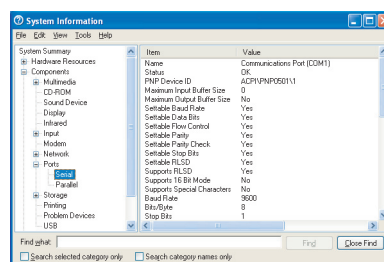 System Information
File Edit View Tools Help
System Summary
Hardware Resources
Components
Multimedia
CD-ROM
Sound Device
Display
Infrared
Input
Modem
Network
Ports
Serial
Parallel
Storage
Printing
Problem Devices
USB
Item Value
Name Communications Port (COM1)
Status OK
PNP Device ID ACPI\PNP0501\1
Maximum Input Buffer Size 0
Maximum Output Buffer Size No
Settable Baud Rate Yes
Settable Data Bits Yes
Settable Flow Control Yes
Settable Parity Yes
Settable Parity Check Yes
Settable Stop Bits Yes
Settable RLSD Yes
Supports RLSD Yes
Supports 16 Bit Mode No
Supports Special Characters No
Baud Rate 9600
Bits/Byte 8
Stop Bits 1
Find what: Find Close Find
Search selected category only Search category names only